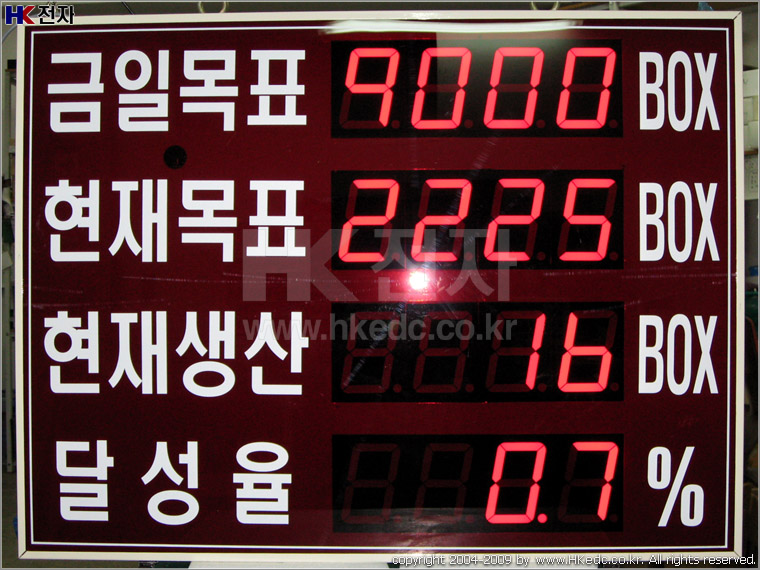 HK전자
금일목표 9000 BOX
현재목표 2225 BOX
HK전자
www.hkedc.co.kr
현재생산 16 BOX
달성율 0.7 %
copyright 2004-2009 by www.HKedc.co.kr. All rights reserved.